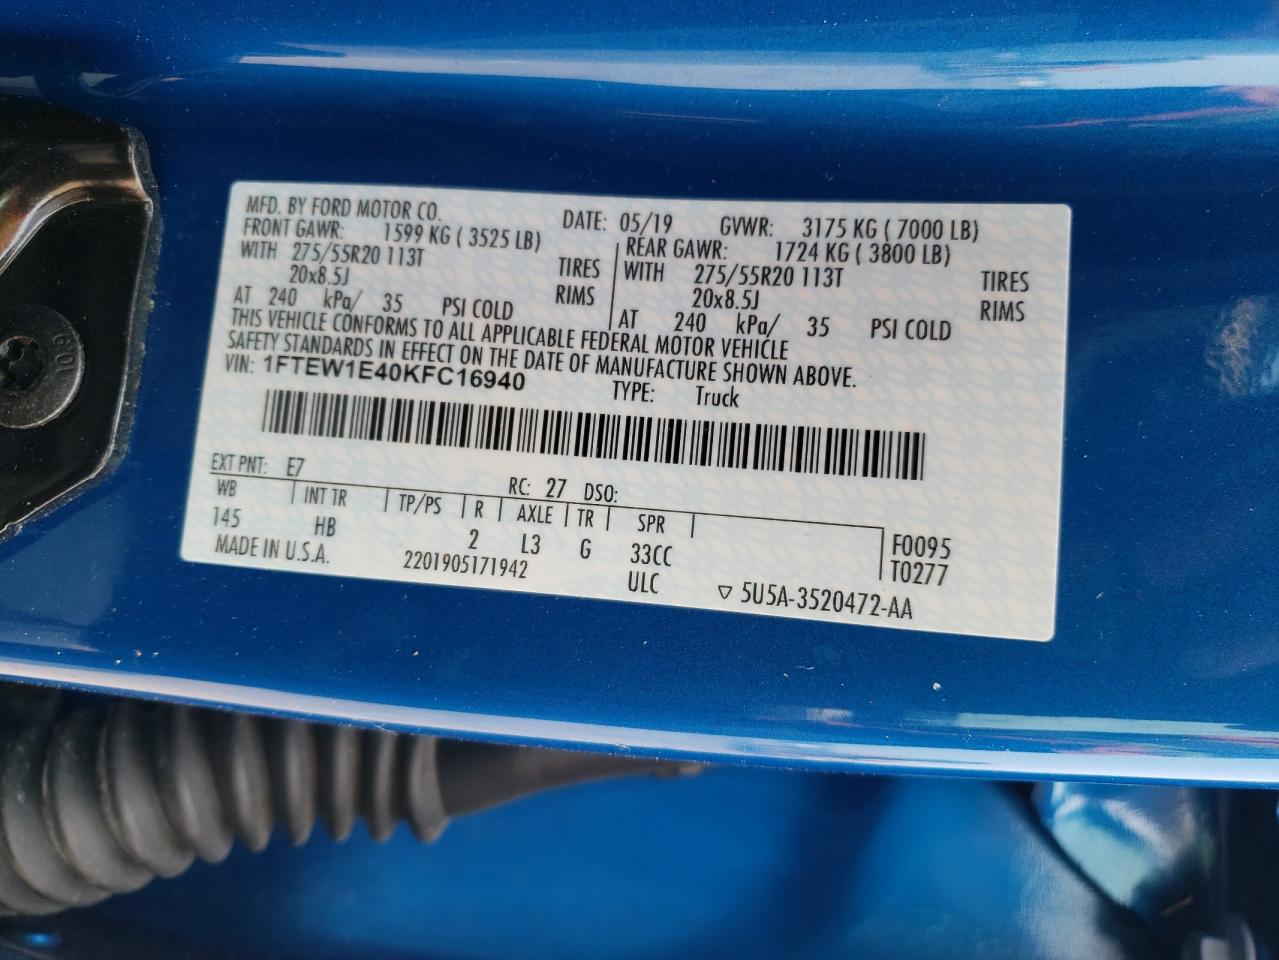 MFD. BY FORD MOTOR CO. DATE: 05/19 GVWR: 3175 KG ( 7000 LB)
FRONT GAWR: 1599 KG ( 3525 LB) REAR GAWR: 1724 KG ( 3800 LB)
WITH 275/55R20 113T TIRES WITH 275/55R20 113T TIRES
20x8.5J RIMS 20x8.5J RIMS
AT 240 kPa/ 35 PSI COLD AT 240 kPa/ 35 PSI COLD
THIS VEHICLE CONFORMS TO ALL APPLICABLE FEDERAL MOTOR VEHICLE
SAFETY STANDARDS IN EFFECT ON THE DATE OF MANUFACTURE SHOWN ABOVE.
VIN: 1FTEW1E40KFC16940 TYPE: Truck
EXT PNT: E7 RC: 27 DSO:
WB INT TR TP/PS R AXLE TR SPR
145 HB 2 L3 G 33CC F0095
ULC T0277
MADE IN U.S.A. 2201905171942 ▽ 5U5A-3520472-AA
10.9